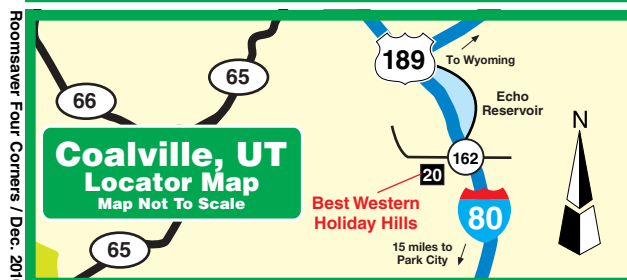 Roomsaver Four Corners / Dec. 201
189
To Wyoming
65
66
Echo
Reservoir
N
Coalville, UT
Locator Map
Map Not To Scale
162
20
Best Western
Holiday Hills
80
65
15 miles to
Park City